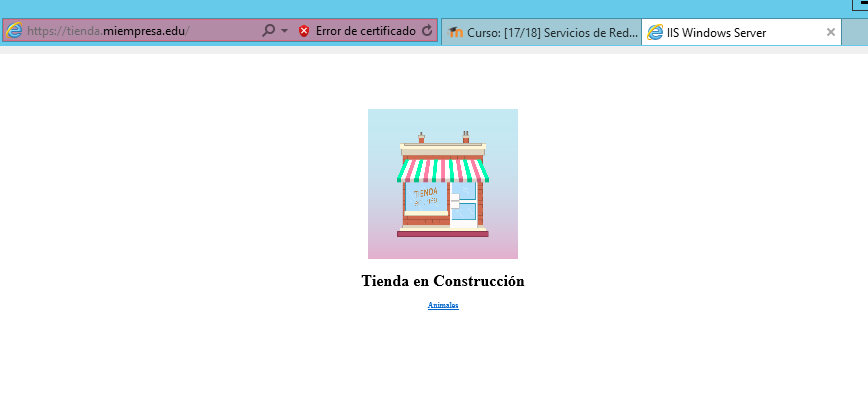 https://tienda.miempresa.edu/ Error de certificado Curso: [17/18] Servicios de Red... IIS Windows Server
TIENDA
Tienda en Construcción
Animales